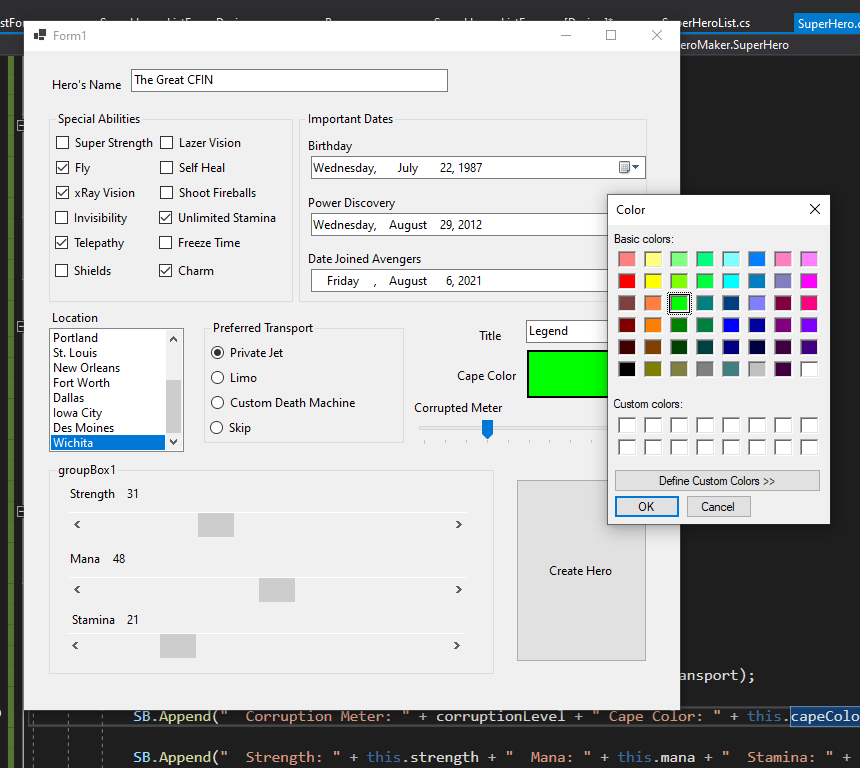 SuperHeroList.cs
SuperHero.
Form1
eroMaker.SuperHero
Hero's Name The Great CFIN
Special Abilities
Super Strength Lazer Vision
Fly Self Heal
xRay Vision Shoot Fireballs
Invisibility Unlimited Stamina
Telepathy Freeze Time
Shields Charm
Important Dates
Birthday
Wednesday, July 22, 1987
Power Discovery
Wednesday, August 29, 2012
Date Joined Avengers
Friday , August 6, 2021
Color
Basic colors:
Custom colors:
Define Custom Colors >>
OK Cancel
Location
Portland
St. Louis
New Orleans
Fort Worth
Dallas
Iowa City
Des Moines
Wichita
Preferred Transport
Private Jet
Limo
Custom Death Machine
Skip
Title Legend
Cape Color
Corrupted Meter
groupBox1
Strength 31
Mana 48
Stamina 21
Create Hero
ansport);
SB.Append("  Corruption Meter: " + corruptionLevel + " Cape Color: " + this.capeColo
SB.Append("  Strength: " + this.strength + "  Mana: " + this.mana + "  Stamina: " +